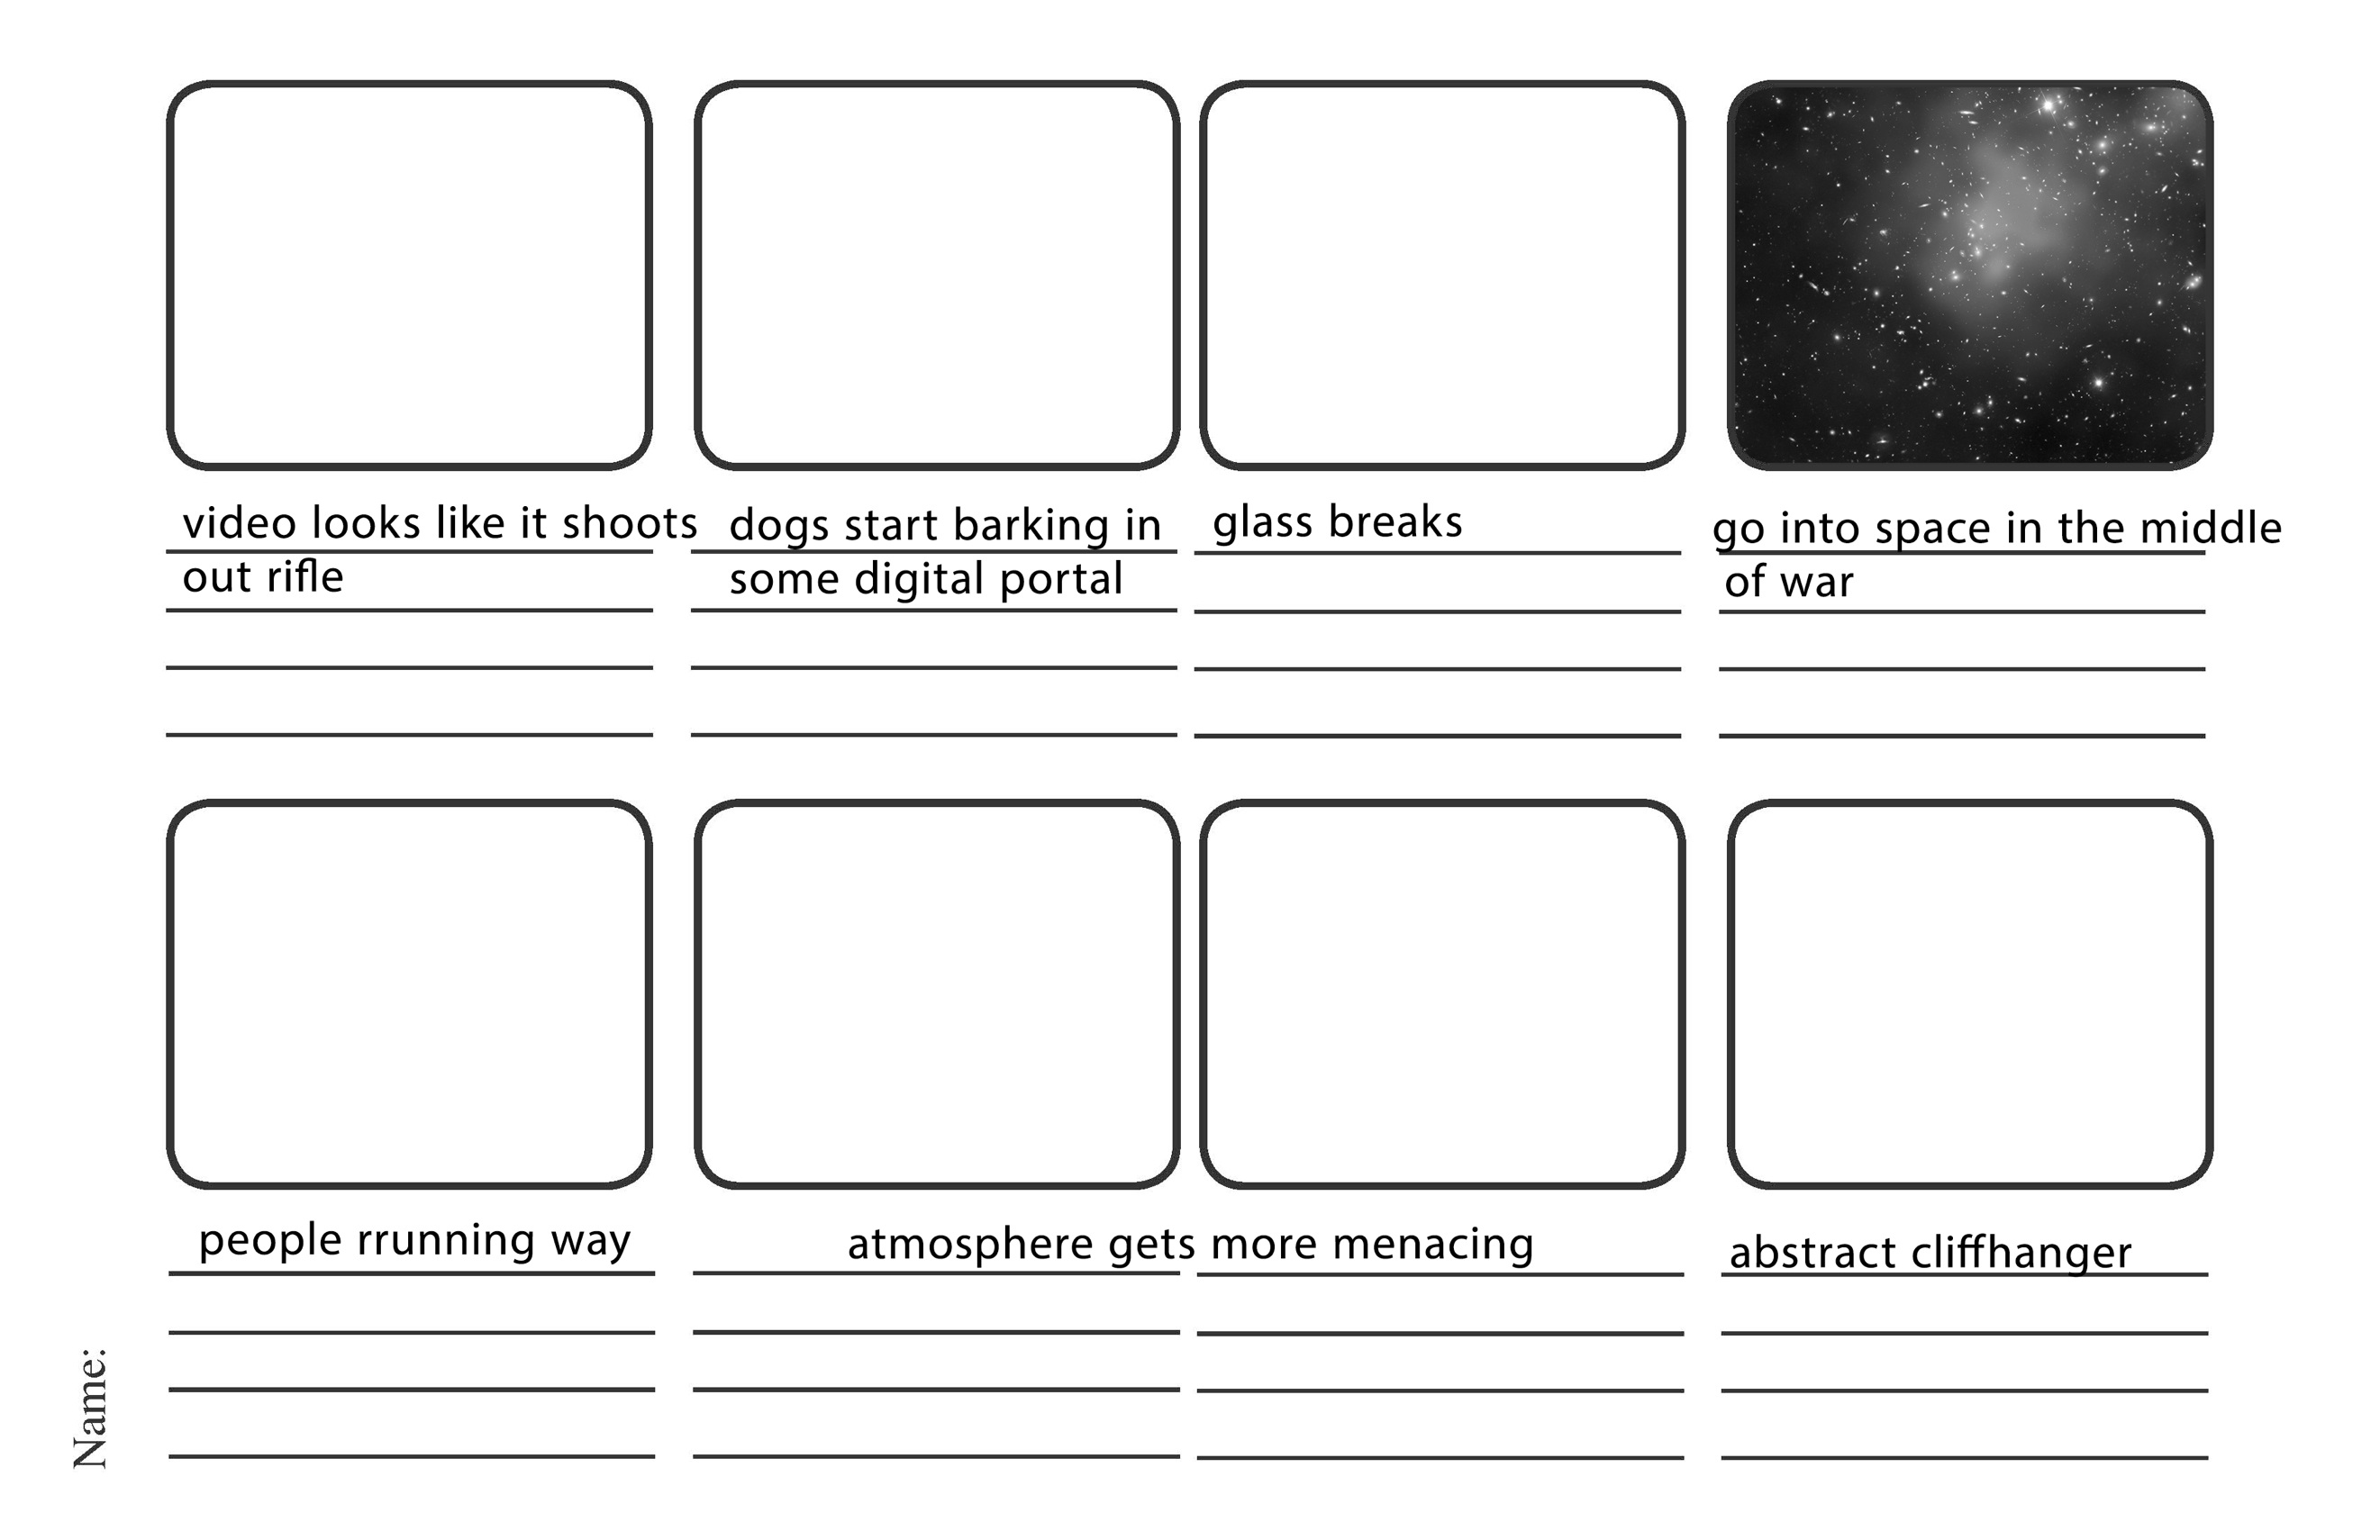 video looks like it shoots
out rifle
dogs start barking in
some digital portal
glass breaks
go into space in the middle
of war
people rrunning way
atmosphere gets more menacing
abstract cliffhanger
Name: